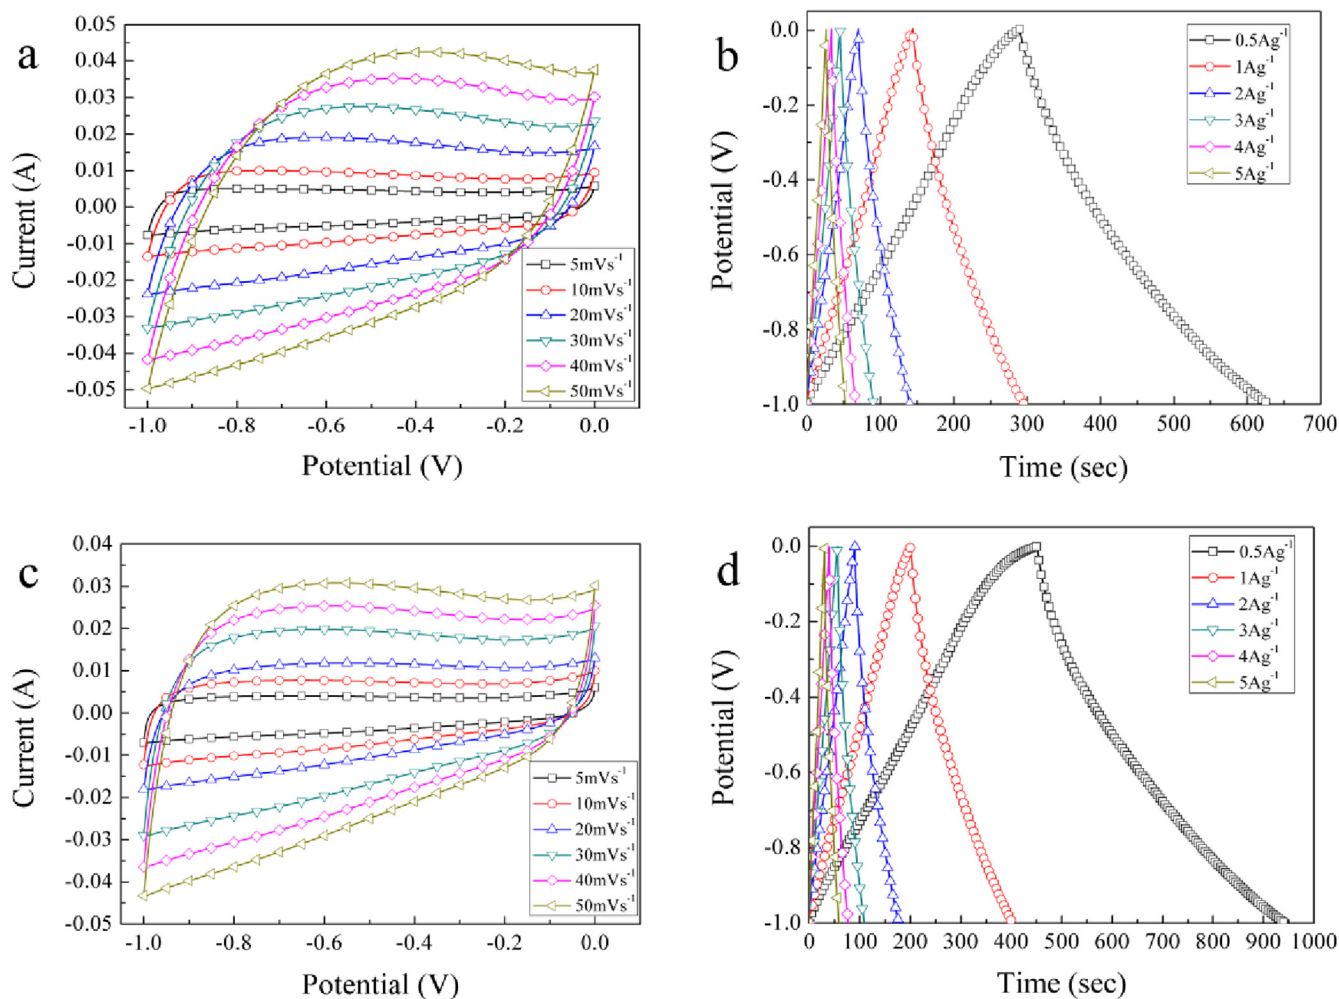 a
0.05
0.04
0.03
0.02
0.01
0.00
-0.01
-0.02
-0.03
-0.04
-0.05
Current (A)
-1.0 -0.8 -0.6 -0.4 -0.2 0.0
Potential (V)
5mVs⁻¹
10mVs⁻¹
20mVs⁻¹
30mVs⁻¹
40mVs⁻¹
50mVs⁻¹
b
0.0
-0.2
-0.4
-0.6
-0.8
-1.0
Potential (V)
0 100 200 300 400 500 600 700
Time (sec)
0.5Ag⁻¹
1Ag⁻¹
2Ag⁻¹
3Ag⁻¹
4Ag⁻¹
5Ag⁻¹
c
0.04
0.03
0.02
0.01
0.00
-0.01
-0.02
-0.03
-0.04
-0.05
Current (A)
-1.0 -0.8 -0.6 -0.4 -0.2 0.0
Potential (V)
5mVs⁻¹
10mVs⁻¹
20mVs⁻¹
30mVs⁻¹
40mVs⁻¹
50mVs⁻¹
d
0.0
-0.2
-0.4
-0.6
-0.8
-1.0
Potential (V)
0 100 200 300 400 500 600 700 800 900 1000
Time (sec)
0.5Ag⁻¹
1Ag⁻¹
2Ag⁻¹
3Ag⁻¹
4Ag⁻¹
5Ag⁻¹